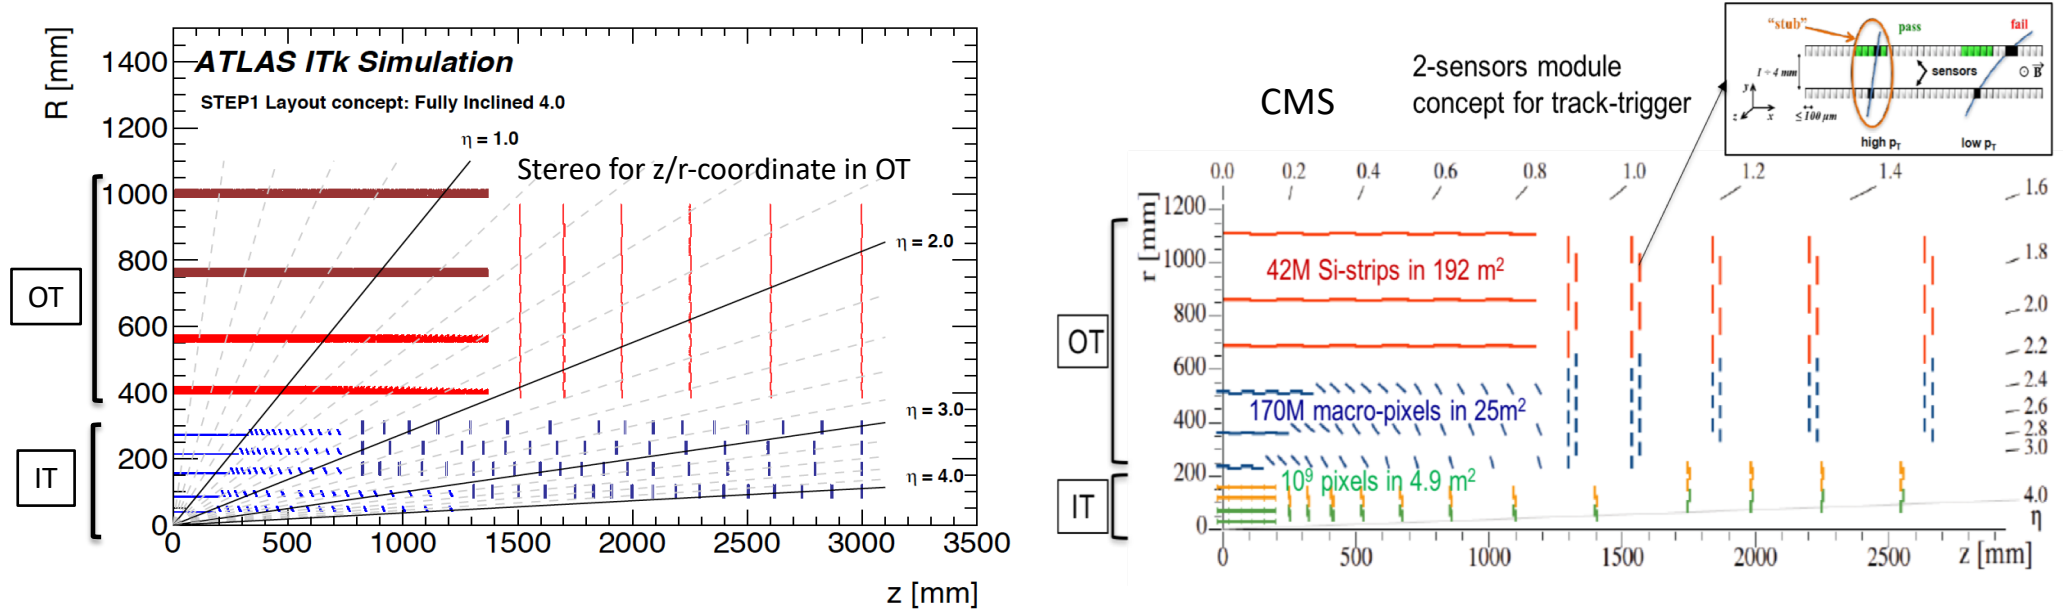 R [mm]
1400
1200
1000
800
600
400
200
0
ATLAS ITk Simulation
STEP1 Layout concept: Fully Inclined 4.0
η = 1.0
Stereo for z/r-coordinate in OT
η = 2.0
η = 3.0
η = 4.0
OT
IT
0 500 1000 1500 2000 2500 3000 3500
z [mm]
CMS
2-sensors module
concept for track-trigger
"stub"
pass
fail
1 ÷ 4 mm
sensors
⊙ B
y
z x
≤ 100 μm
high pT
low pT
0.0 0.2 0.4 0.6 0.8 1.0 1.2 1.4 1.6
r [mm]
1200
1000
800
600
400
200
0
42M Si-strips in 192 m²
170M macro-pixels in 25m²
10⁹ pixels in 4.9 m²
1.8
2.0
2.2
2.4
2.6
2.8
3.0
4.0
η
OT
IT
0 500 1000 1500 2000 2500 z [mm]